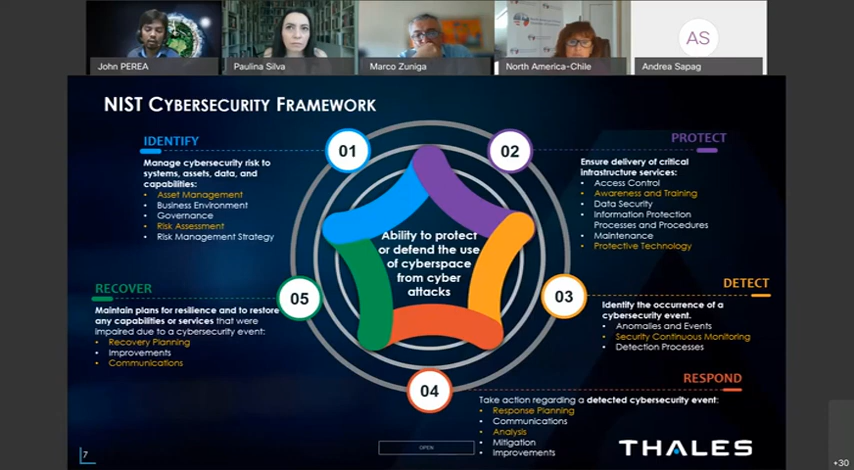 AS
John PEREA
Paulina Silva
Marco Zuniga
North America-Chile
Andrea Sapag
NIST CYBERSECURITY FRAMEWORK
IDENTIFY
Manage cybersecurity risk to
systems, assets, data, and
capabilities:
• Asset Management
• Business Environment
• Governance
• Risk Assessment
• Risk Management Strategy
01
02
PROTECT
Ensure delivery of critical
infrastructure services:
• Access Control
• Awareness and Training
• Data Security
• Information Protection
Processes and Procedures
• Maintenance
• Protective Technology
Ability to protect
or defend the use
of cyberspace
from cyber
attacks
RECOVER
Maintain plans for resilience and to restore
any capabilities or services that were
impaired due to a cybersecurity event:
• Recovery Planning
• Improvements
• Communications
05
03
DETECT
Identify the occurrence of a
cybersecurity event.
• Anomalies and Events
• Security Continuous Monitoring
• Detection Processes
04
RESPOND
Take action regarding a detected cybersecurity event:
• Response Planning
• Communications
• Analysis
• Mitigation
• Improvements
7
OPEN
THALES
+30